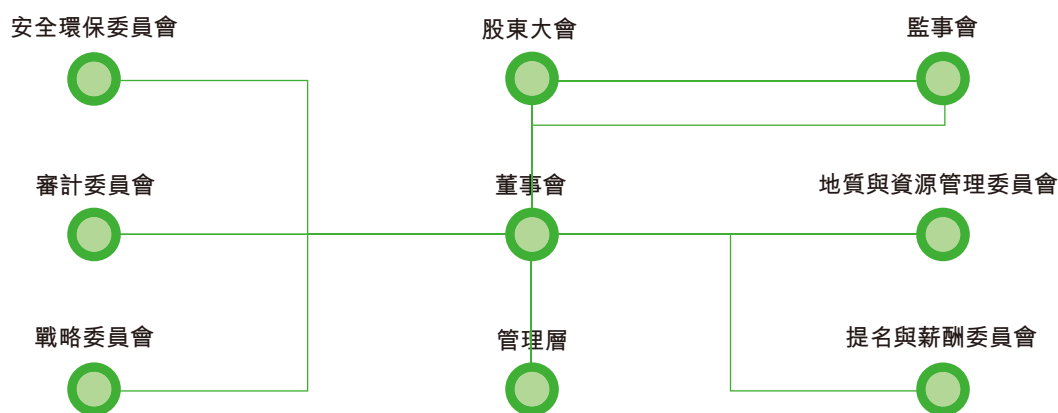 安全環保委員會
股東大會
監事會
審計委員會
董事會
地質與資源管理委員會
戰略委員會
管理層
提名與薪酬委員會